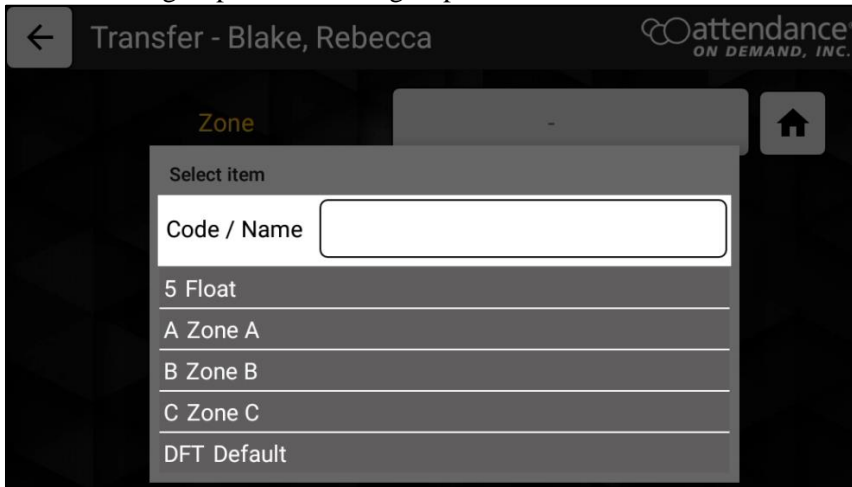 Transfer - Blake, Rebecca
attendance
ON DEMAND, INC.
Zone
-
Select item
Code / Name
5 Float
A Zone A
B Zone B
C Zone C
DFT Default